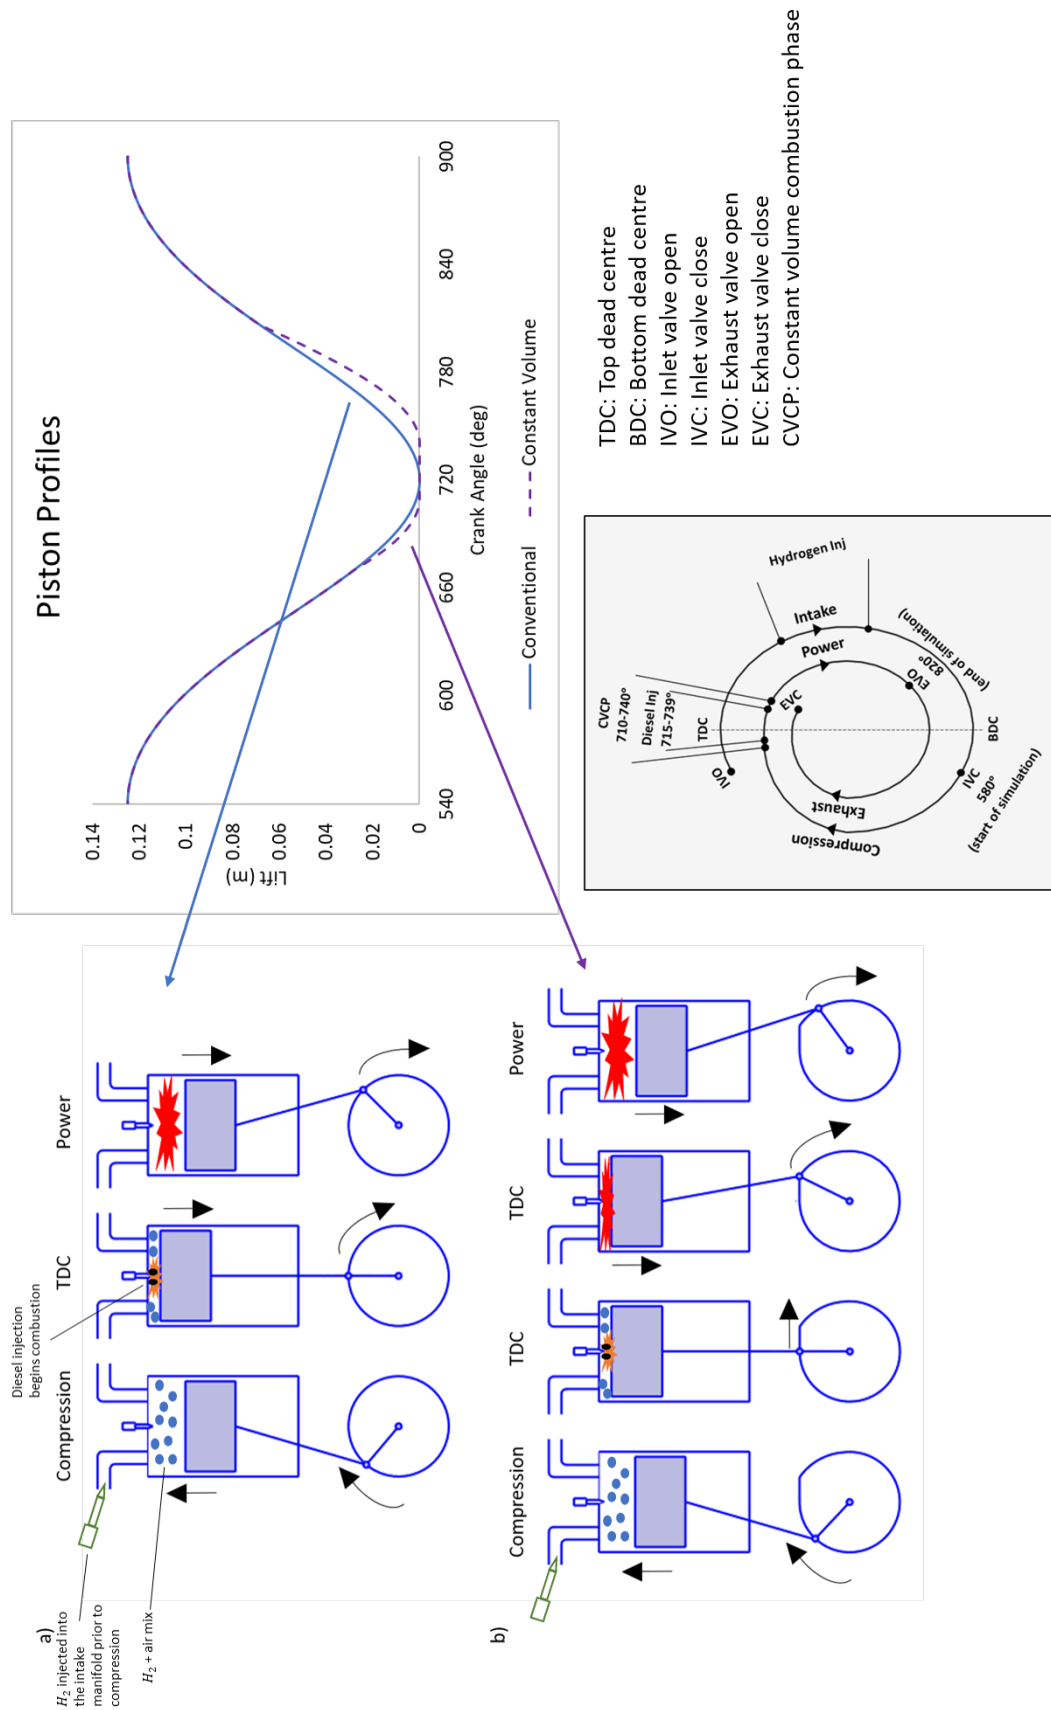 a)
H₂ injected into
the intake
manifold prior to
compression
H₂ + air mix
Diesel injection
begins combustion
Compression
TDC
Power
b)
Compression
TDC
TDC
Power
Piston Profiles
Lift (m)
0.14
0.12
0.1
0.08
0.06
0.04
0.02
0
540
600
660
720
780
840
900
Crank Angle (deg)
Conventional
Constant Volume
CVCP
710-740°
Diesel Inj
715-739°
TDC
IVO
EVC
Intake
Power
Hydrogen Inj
Compression
Exhaust
EVO
820°
(end of simulation)
IVC
580°
(start of simulation)
BDC
TDC: Top dead centre
BDC: Bottom dead centre
IVO: Inlet valve open
IVC: Inlet valve close
EVO: Exhaust valve open
EVC: Exhaust valve close
CVCP: Constant volume combustion phase